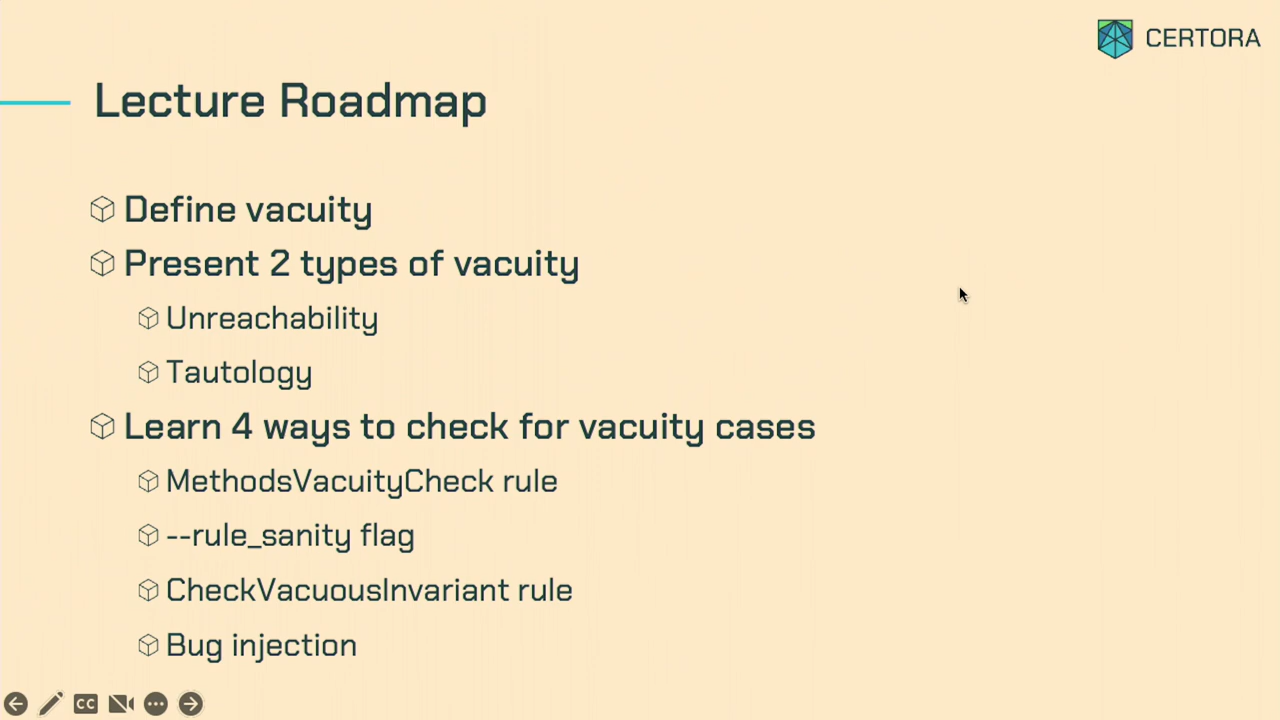 CERTORA
Lecture Roadmap
Define vacuity
Present 2 types of vacuity
Unreachability
Tautology
Learn 4 ways to check for vacuity cases
MethodsVacuityCheck rule
--rule_sanity flag
CheckVacuousInvariant rule
Bug injection
CC